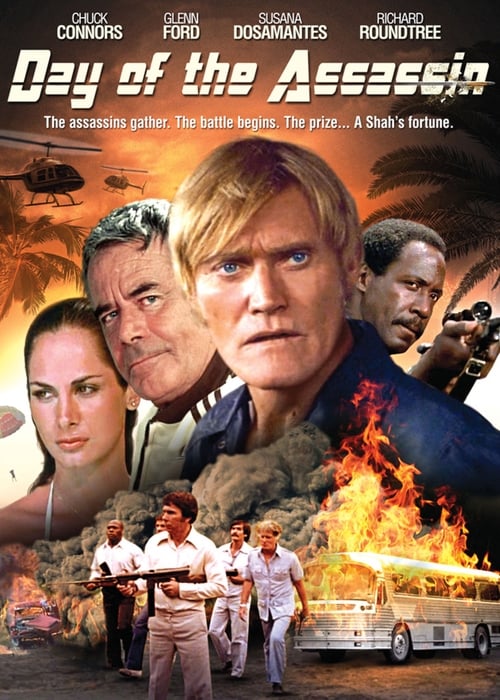 CHUCK CONNORS
GLENN FORD
SUSANA DOSAMANTES
RICHARD ROUNDTREE
Day of the Assassin
The assassins gather. The battle begins. The prize... A Shah's fortune.